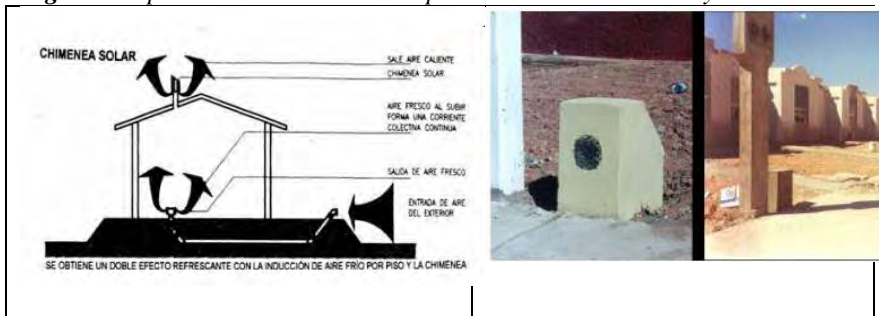 CHIMENEA SOLAR
SALE AIRE CALIENTE
CHIMENEA SOLAR
AIRE FRESCO AL SUBIR
FORMA UNA CORRIENTE
COLECTIVA CONTINUA
SALIDA DE AIRE FRESCO
ENTRADA DE AIRE
DEL EXTERIOR
SE OBTIENE UN DOBLE EFECTO REFRESCANTE CON LA INDUCCIÓN DE AIRE FRÍO POR PISO Y LA CHIMENEA